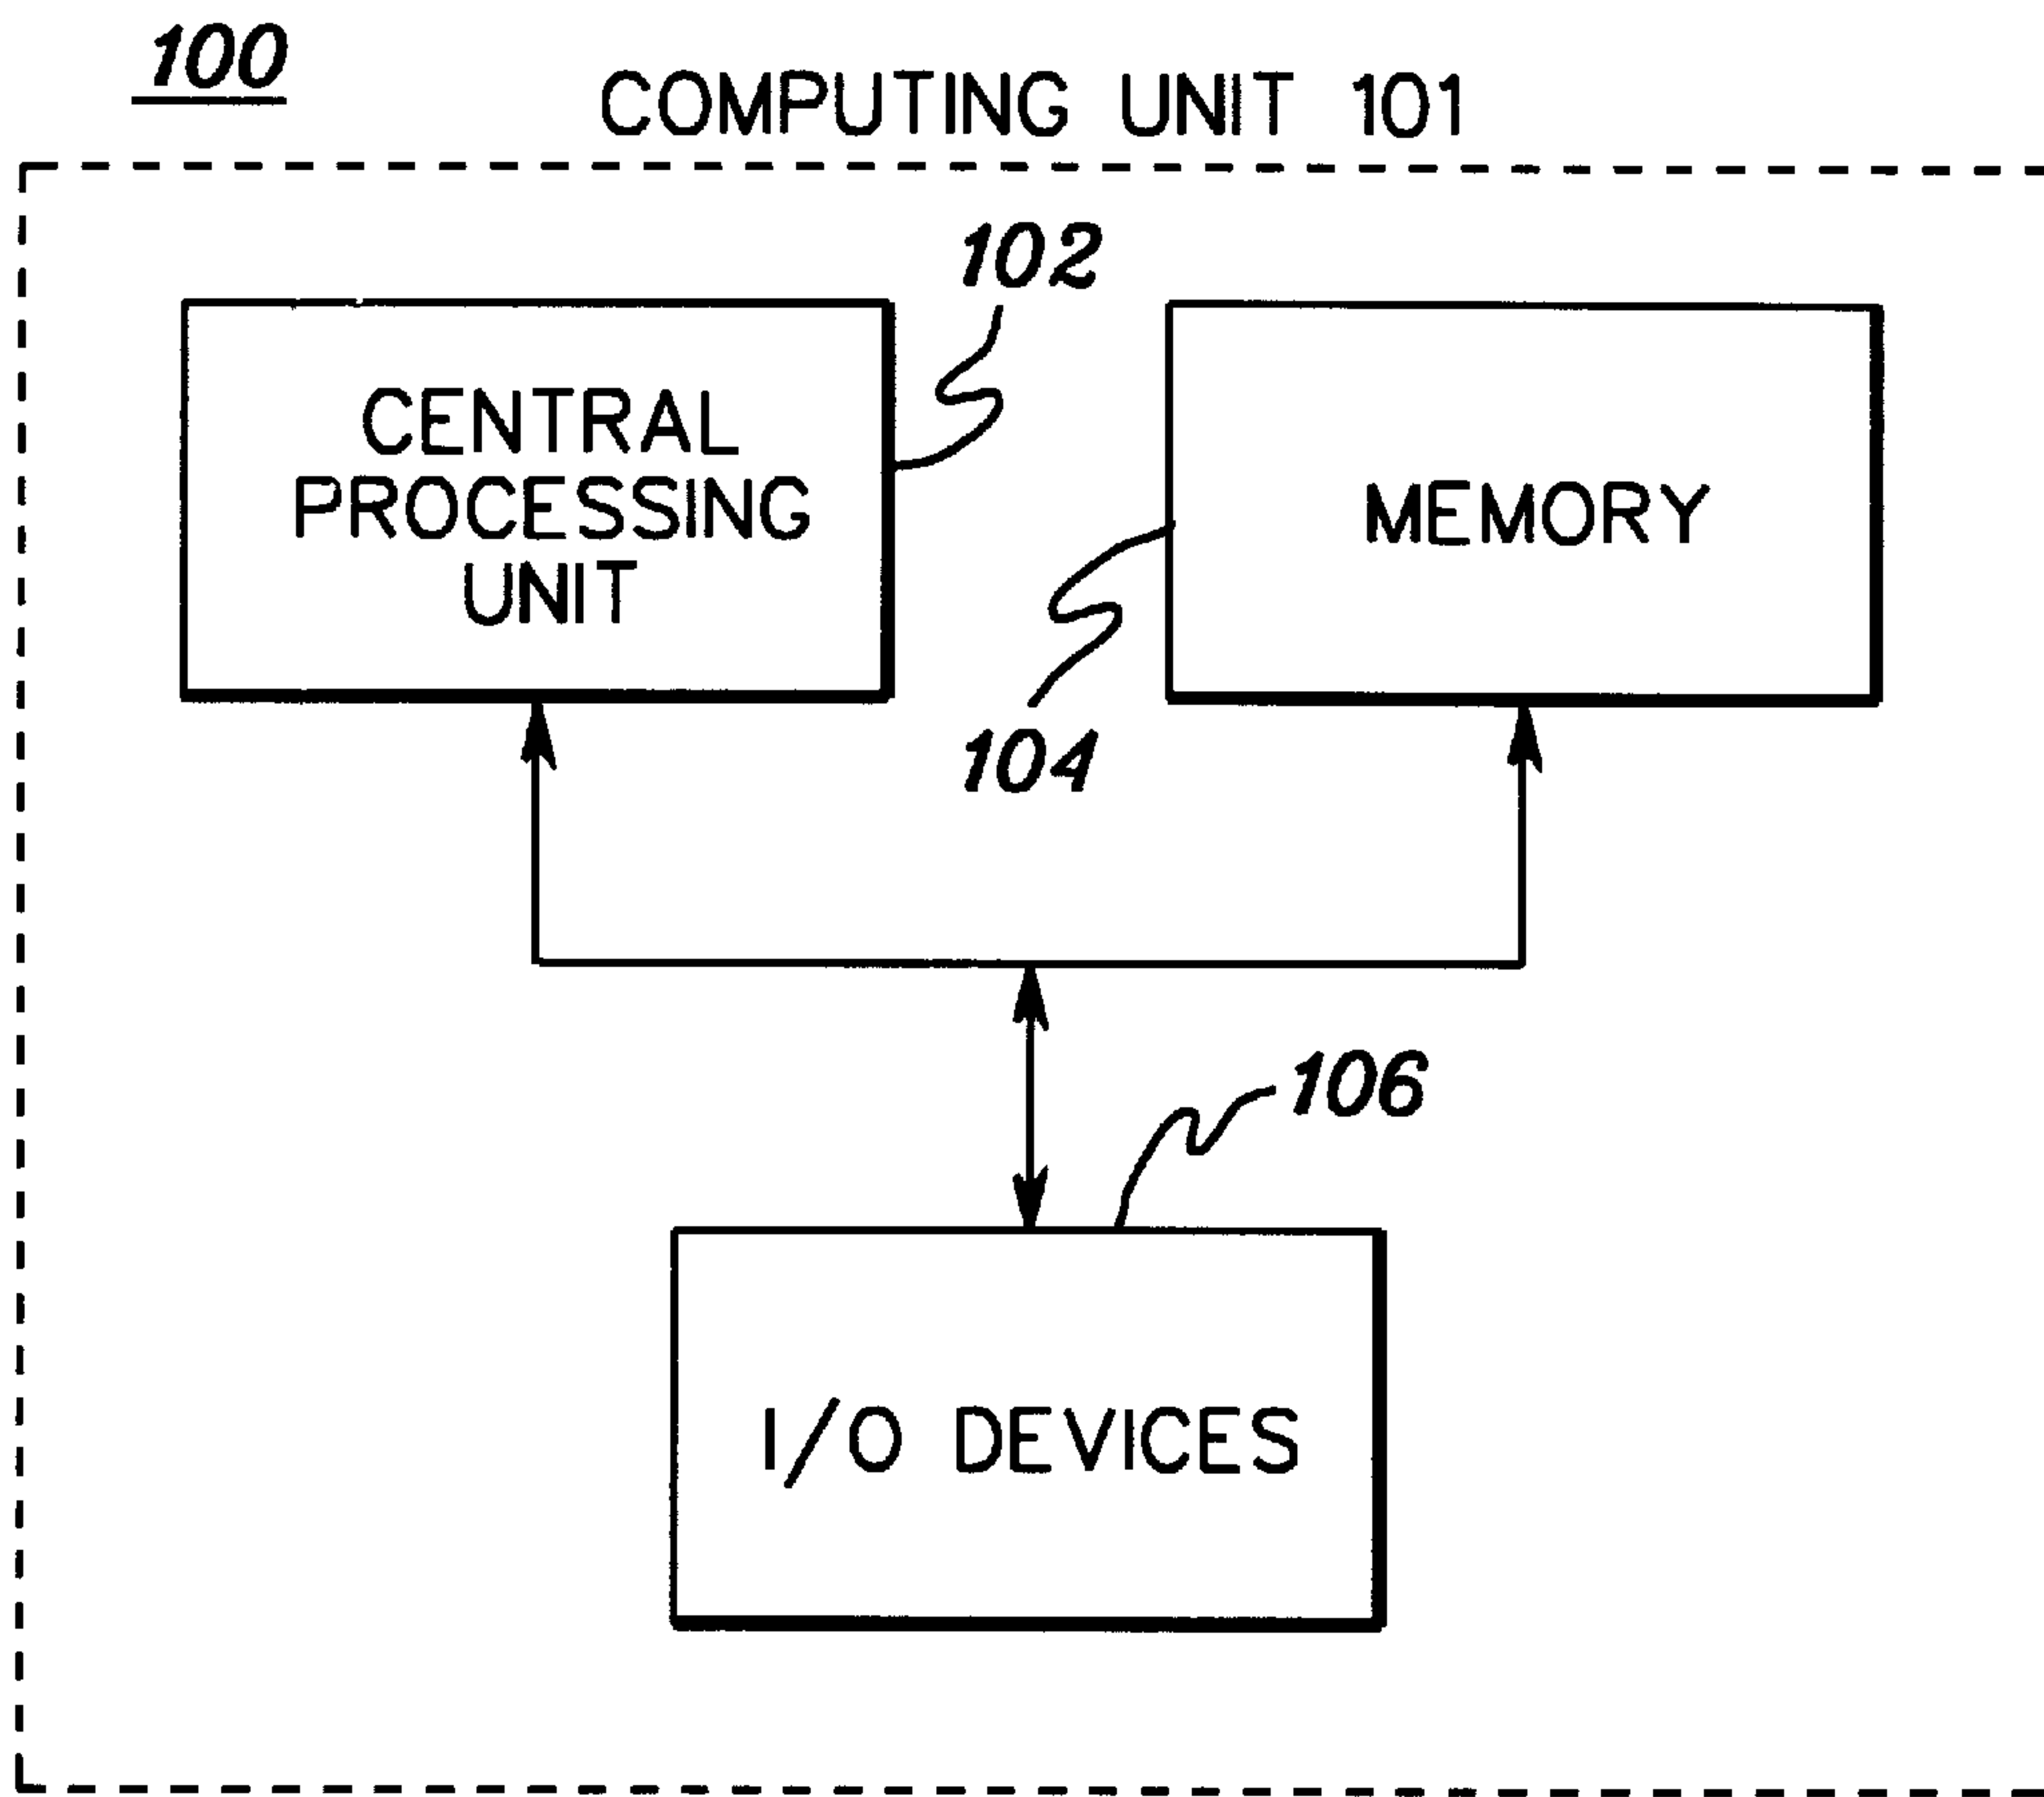 100
COMPUTING UNIT 101
102
CENTRAL
PROCESSING
UNIT
MEMORY
104
106
I/O DEVICES